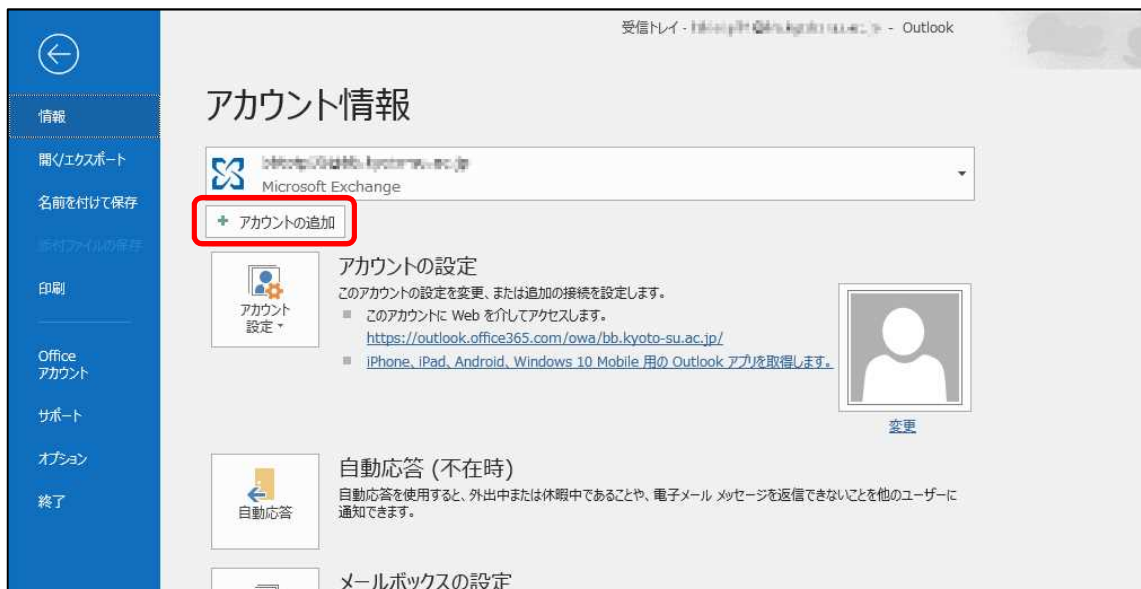 受信トレイ - - Outlook
アカウント情報
情報
開く/エクスポート
名前を付けて保存
添付ファイルの保存
印刷
Office
アカウント
サポート
オプション
終了
Microsoft Exchange
アカウントの追加
アカウント
設定
アカウントの設定
このアカウントの設定を変更、または追加の接続を設定します。
このアカウントに Web を介してアクセスします。
https://outlook.office365.com/owa/bb.kyoto-su.ac.jp/
iPhone、iPad、Android、Windows 10 Mobile 用の Outlook アプリを取得します。
変更
自動応答
自動応答 (不在時)
自動応答を使用すると、外出中または休暇中であることや、電子メール メッセージを返信できないことを他のユーザーに
通知できます。
メールボックスの設定